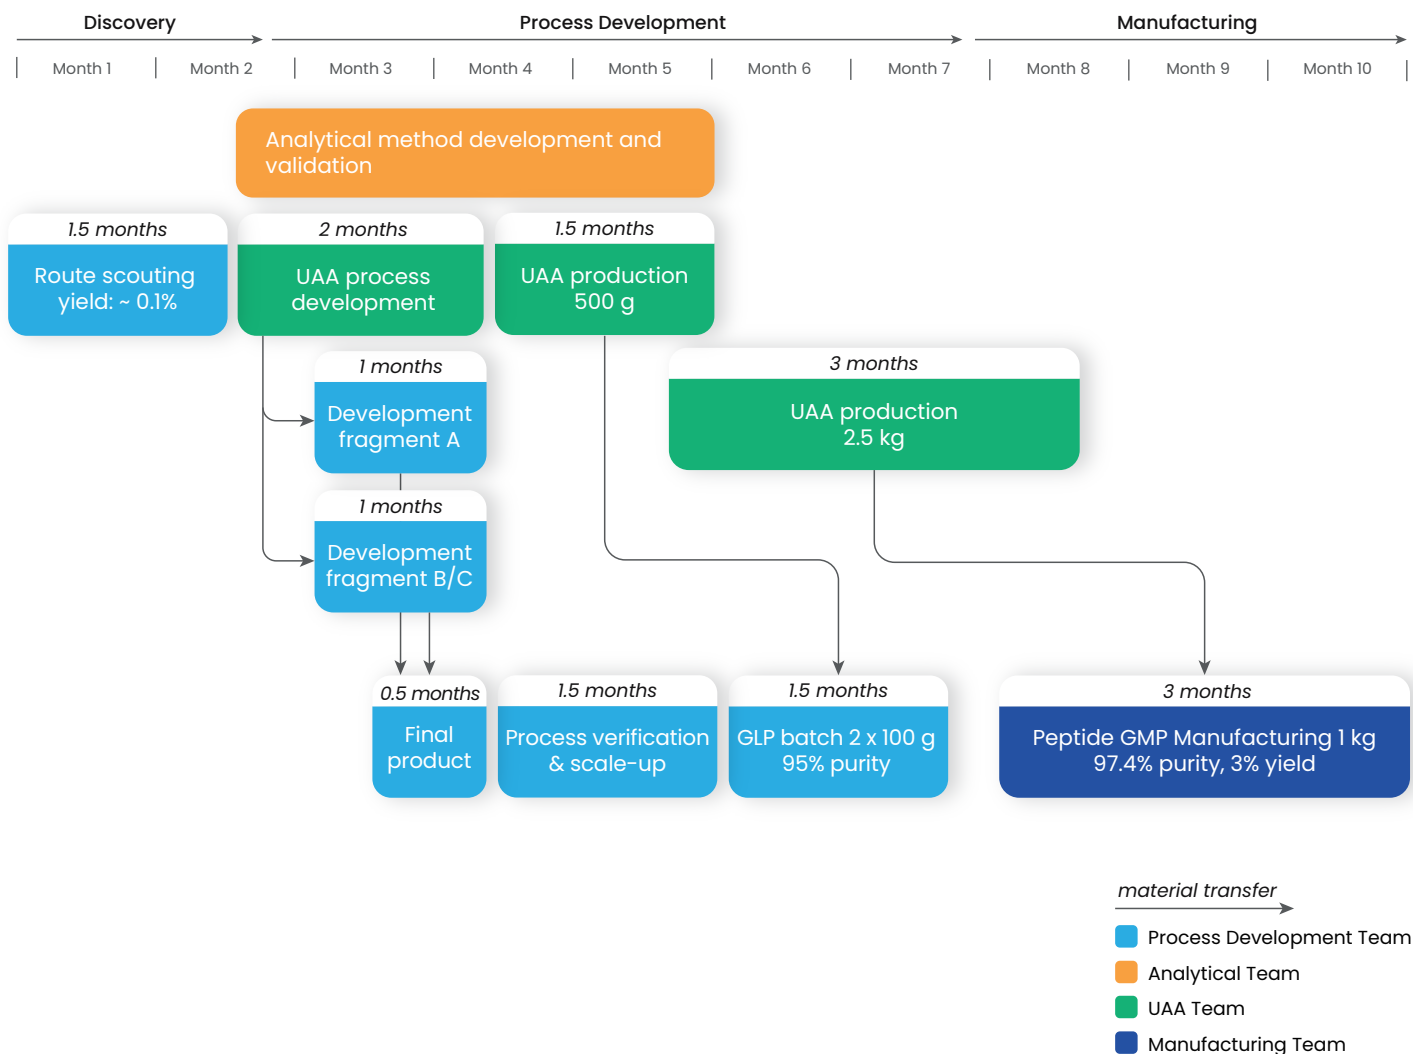 Discovery
Process Development
Manufacturing
Month 1
Month 2
Month 3
Month 4
Month 5
Month 6
Month 7
Month 8
Month 9
Month 10
Analytical method development and
validation
1.5 months
Route scouting
yield: ~ 0.1%
2 months
UAA process
development
1.5 months
UAA production
500 g
1 months
Development
fragment A
3 months
UAA production
2.5 kg
1 months
Development
fragment B/C
0.5 months
Final
product
1.5 months
Process verification
& scale-up
1.5 months
GLP batch 2 x 100 g
95% purity
3 months
Peptide GMP Manufacturing 1 kg
97.4% purity, 3% yield
material transfer
Process Development Team
Analytical Team
UAA Team
Manufacturing Team